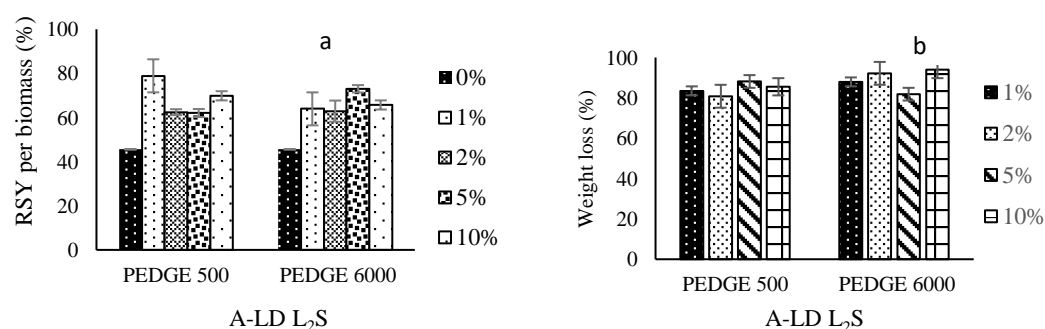 a
RSY per biomass (%)
100
80
60
40
20
0
PEDGE 500
PEDGE 6000
A-LD L₂S
0%
1%
2%
5%
10%
b
Weight loss (%)
100
80
60
40
20
0
PEDGE 500
PEDGE 6000
A-LD L₂S
1%
2%
5%
10%